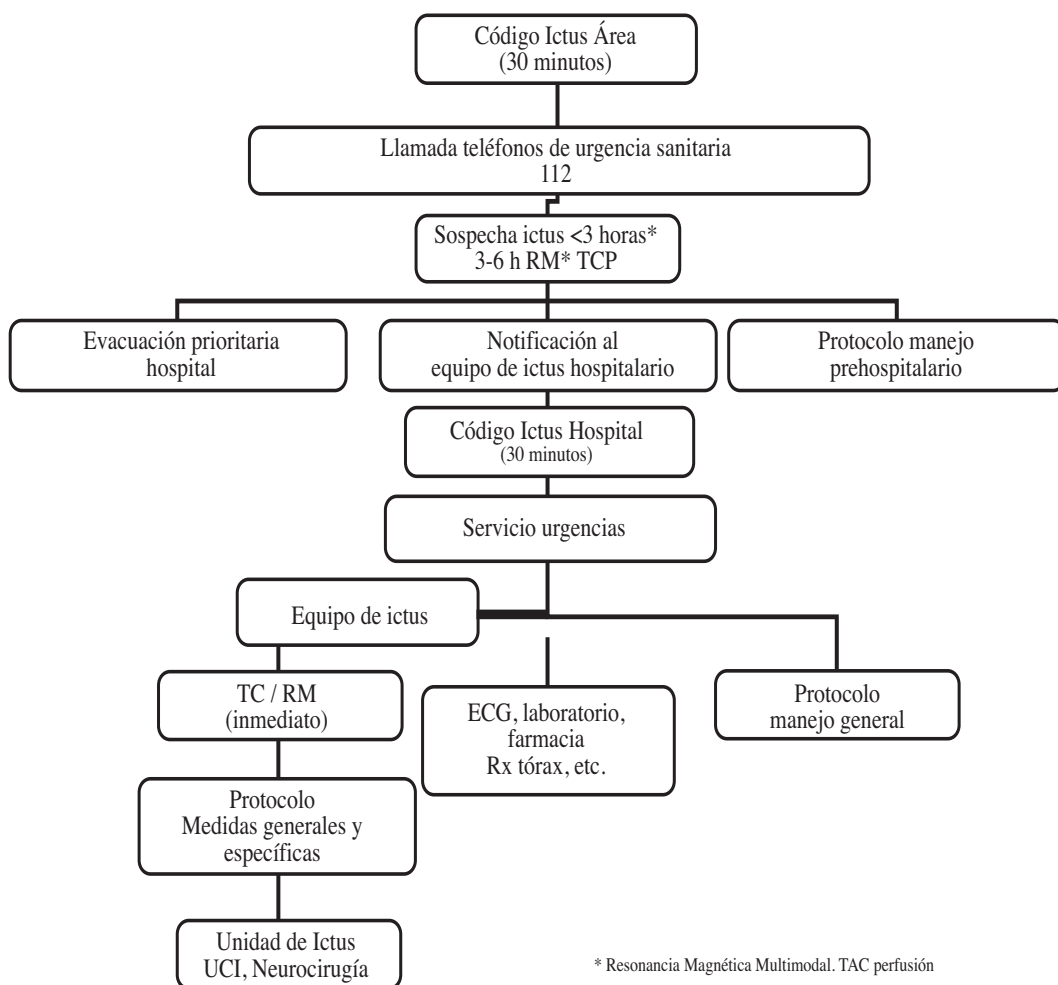 Código Ictus Área
(30 minutos)
Llamada teléfonos de urgencia sanitaria
112
Sospecha ictus <3 horas*
3-6 h RM* TCP
Evacuación prioritaria
hospital
Notificación al
equipo de ictus hospitalario
Protocolo manejo
prehospitalario
Código Ictus Hospital
(30 minutos)
Servicio urgencias
Equipo de ictus
TC / RM
(inmediato)
ECG, laboratorio,
farmacia
Rx tórax, etc.
Protocolo
manejo general
Protocolo
Medidas generales y
específicas
Unidad de Ictus
UCI, Neurocirugía
* Resonancia Magnética Multimodal. TAC perfusión